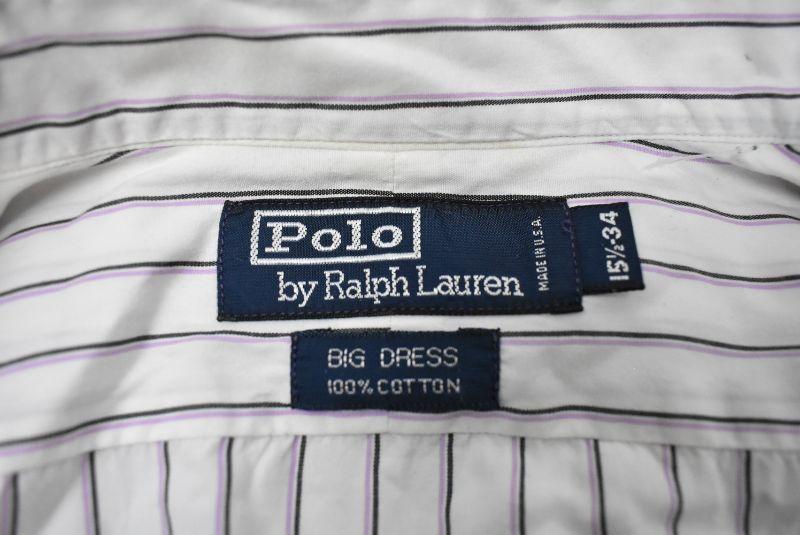 Polo
by Ralph Lauren
MADE IN U.S.A.
15½-34
BIG DRESS
100% COTTON